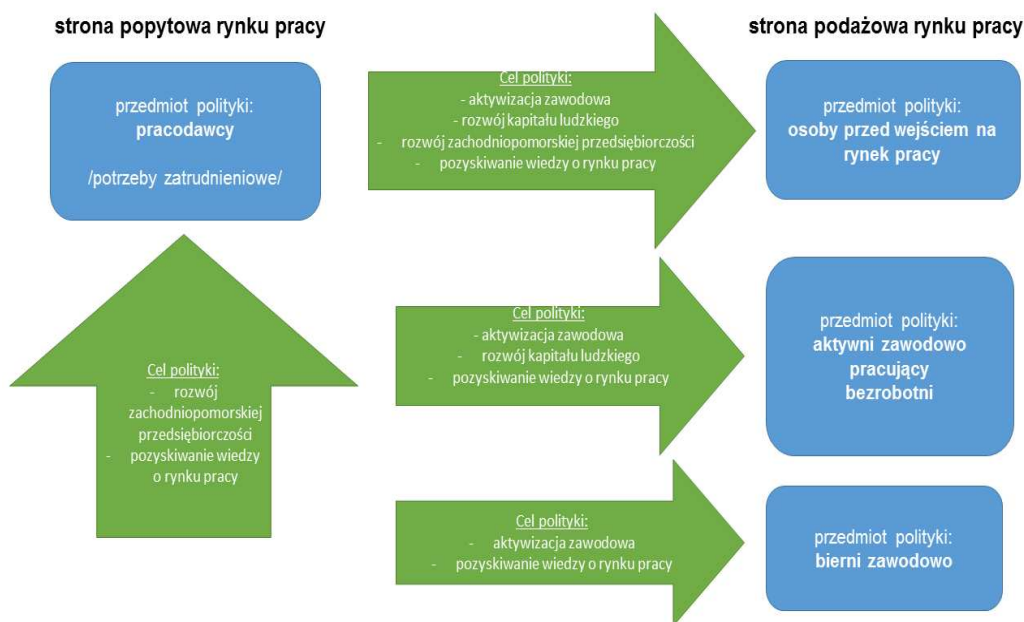 strona popytowa rynku pracy
przedmiot polityki:
pracodawcy
/potrzeby zatrudnieniowe/
Cel polityki:
- rozwój
zachodniopomorskiej
przedsiębiorczości
- pozyskiwanie wiedzy
o rynku pracy
Cel polityki:
- aktywizacja zawodowa
- rozwój kapitału ludzkiego
- rozwój zachodniopomorskiej przedsiębiorczości
- pozyskiwanie wiedzy o rynku pracy
Cel polityki:
- aktywizacja zawodowa
- rozwój kapitału ludzkiego
- pozyskiwanie wiedzy o rynku pracy
Cel polityki:
- aktywizacja zawodowa
- pozyskiwanie wiedzy o rynku pracy
strona podażowa rynku pracy
przedmiot polityki:
osoby przed wejściem na
rynek pracy
przedmiot polityki:
aktywni zawodowo
pracujący
bezrobotni
przedmiot polityki:
bierni zawodowo